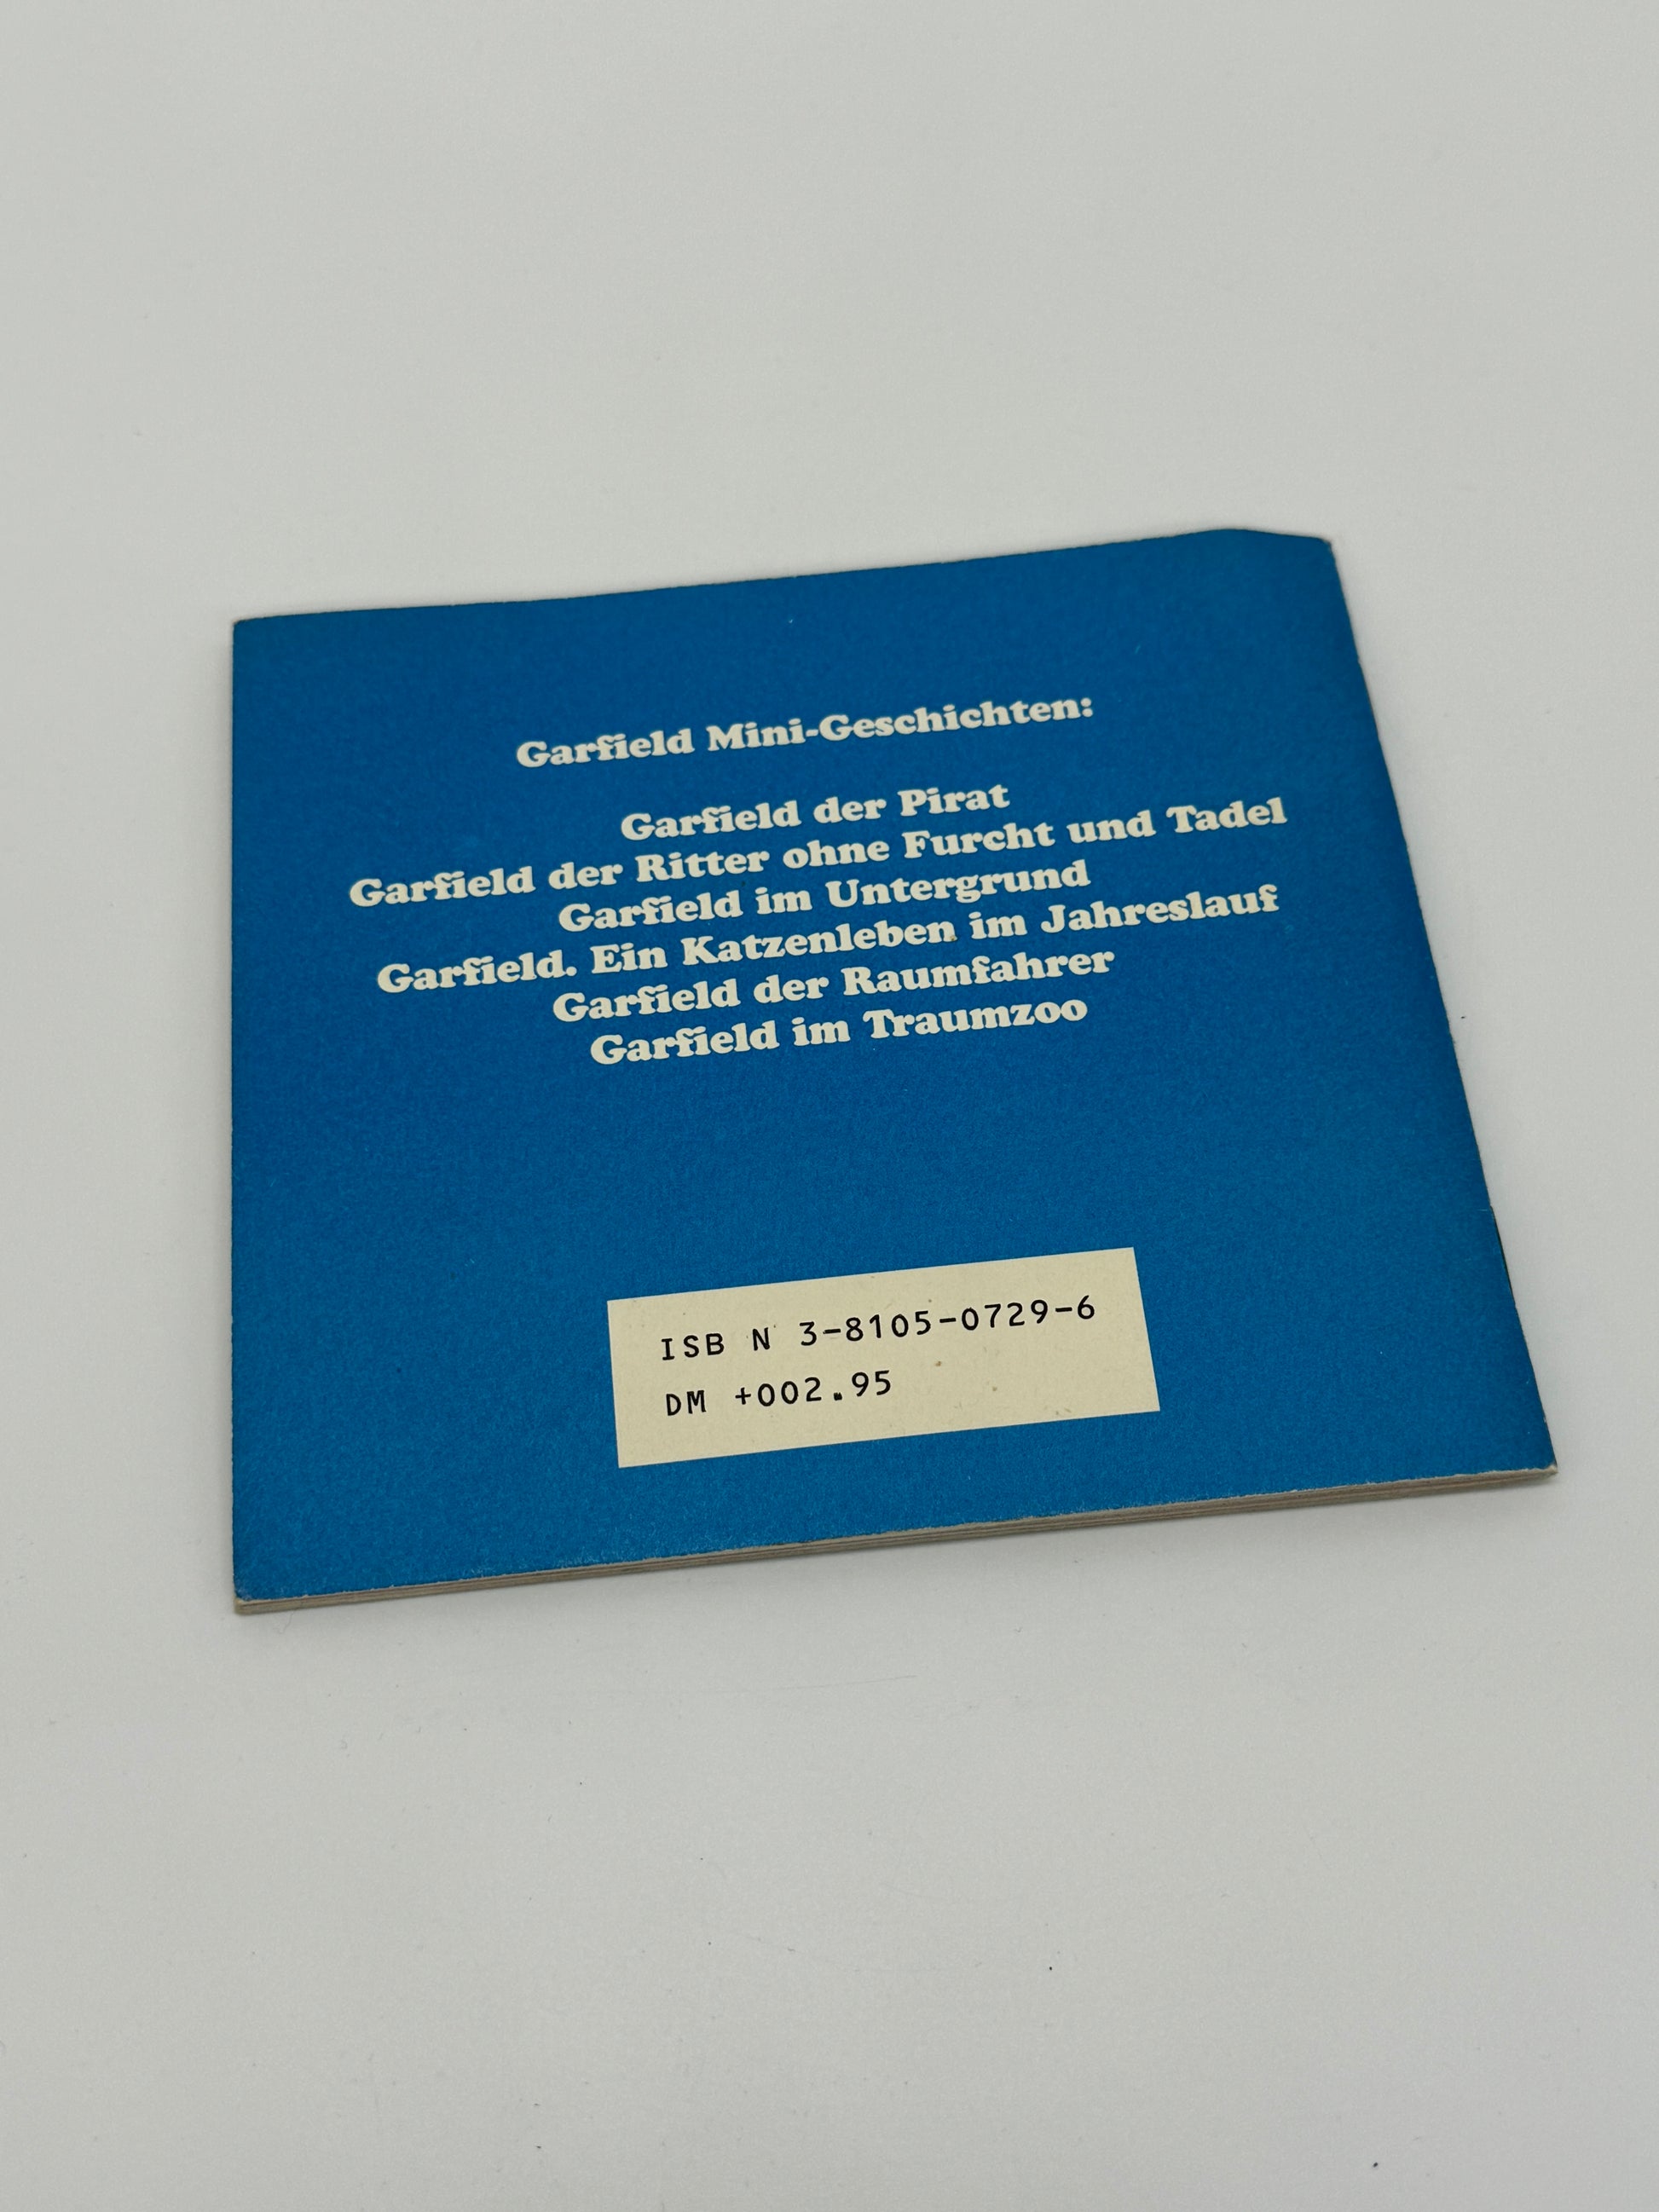 Garfield Mini-Geschichten:
Garfield der Pirat
Garfield der Ritter ohne Furcht und Tadel
Garfield im Untergrund
Garfield. Ein Katzenleben im Jahreslauf
Garfield der Raumfahrer
Garfield im Traumzoo
ISB N 3-8105-0729-6
DM +002.95